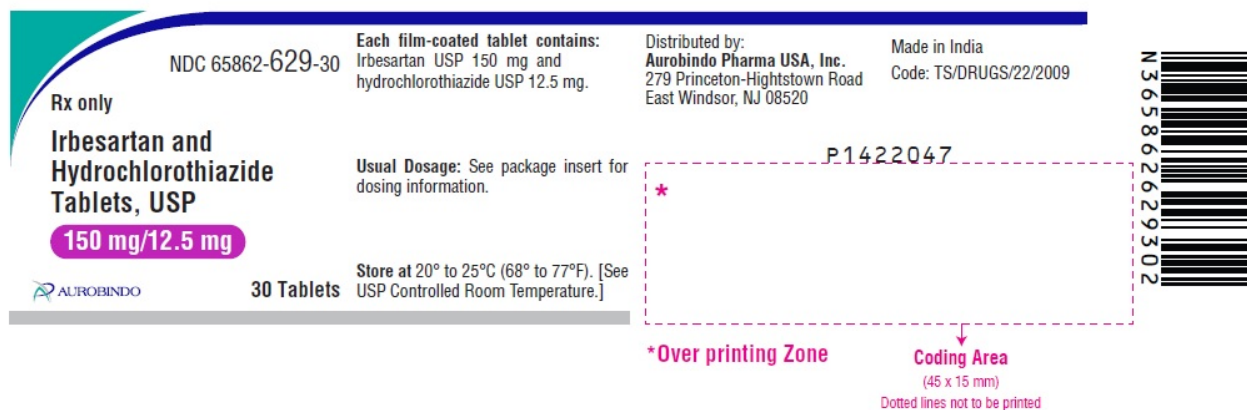 NDC 65862-629-30
Rx only
Irbesartan and
Hydrochlorothiazide
Tablets, USP
150 mg/12.5 mg
AUROBINDO
30 Tablets
Each film-coated tablet contains:
Irbesartan USP 150 mg and
hydrochlorothiazide USP 12.5 mg.
Usual Dosage: See package insert for
dosing information.
Store at 20° to 25°C (68° to 77°F). [See
USP Controlled Room Temperature.]
Distributed by:
Aurobindo Pharma USA, Inc.
279 Princeton-Hightstown Road
East Windsor, NJ 08520
Made in India
Code: TS/DRUGS/22/2009
P1422047
*
*Over printing Zone
Coding Area
(45 x 15 mm)
Dotted lines not to be printed
N3658626293​02